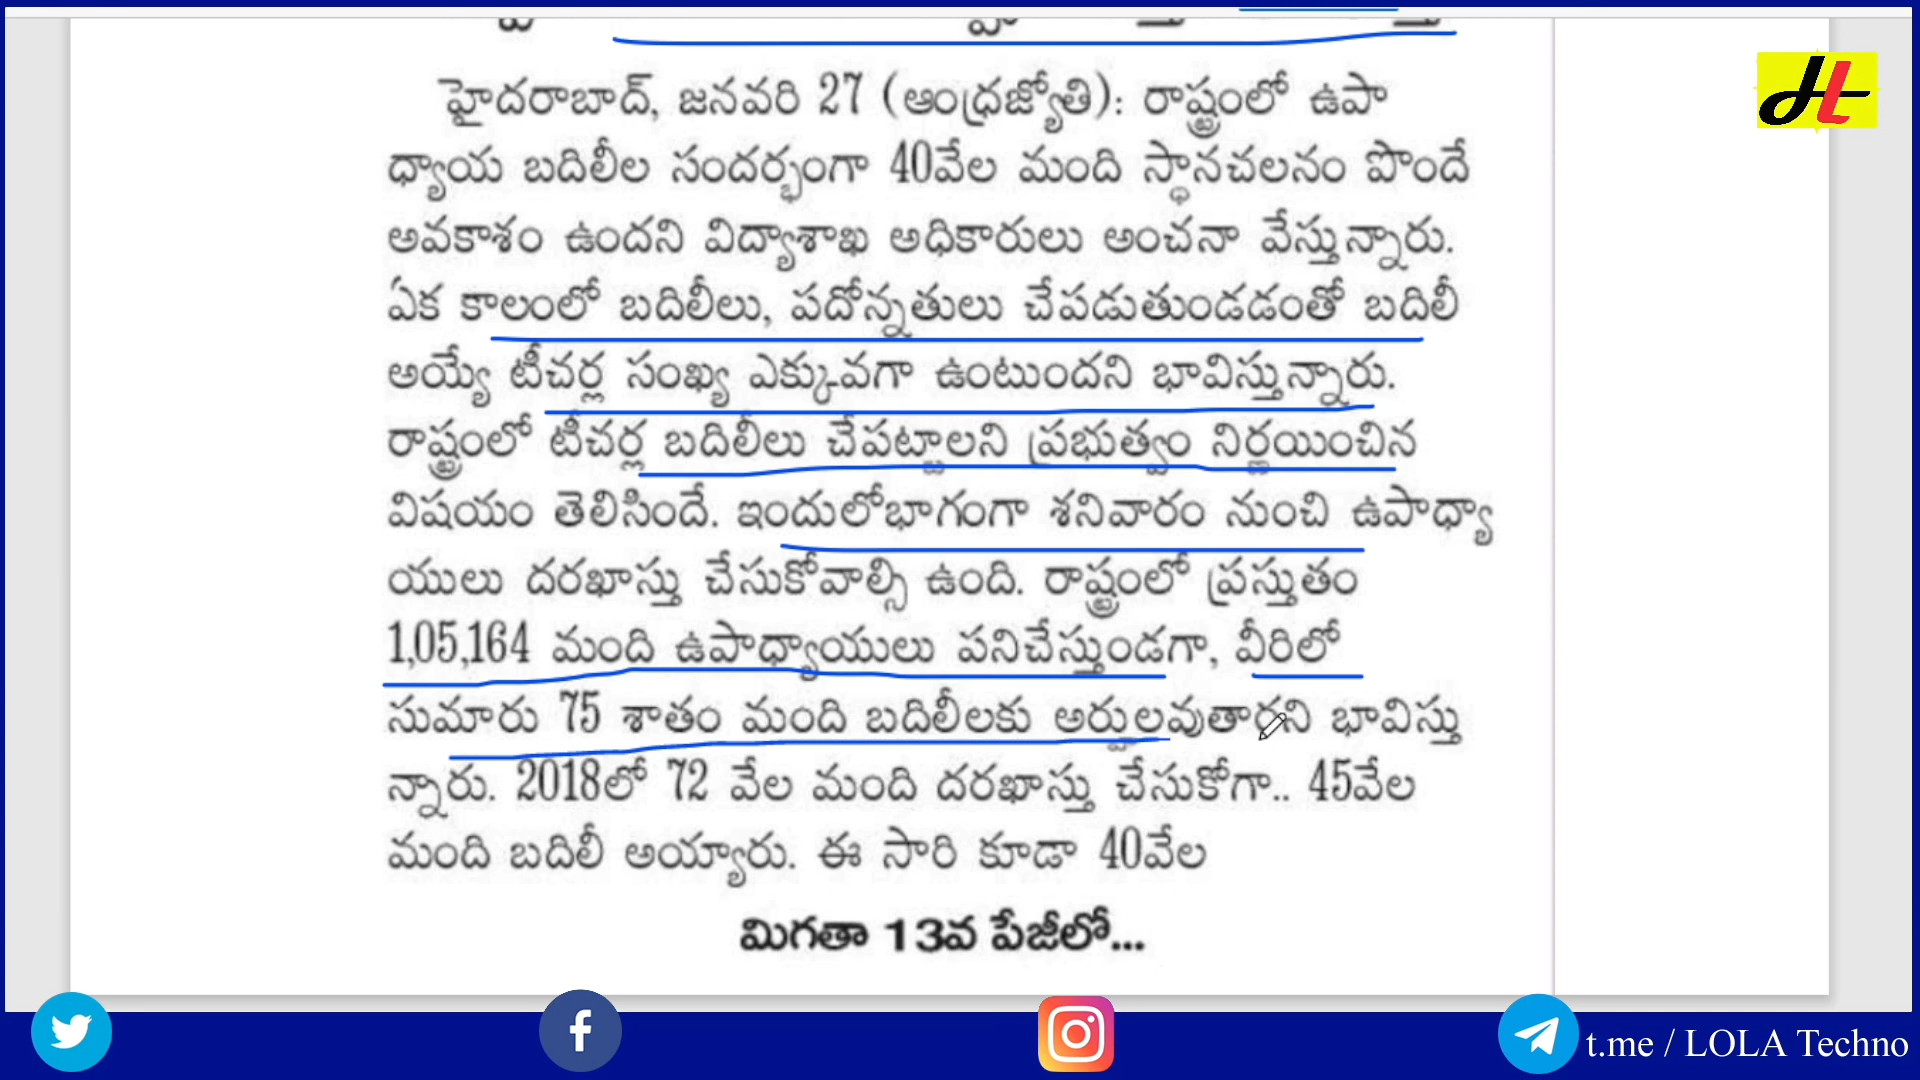 హైదరాబాద్, జనవరి 27 (ఆంధ్రజ్యోతి): రాష్ట్రంలో ఉపా
ధ్యాయ బదిలీల సందర్భంగా 40వేల మంది స్థానచలనం పొందే
అవకాశం ఉందని విద్యాశాఖ అధికారులు అంచనా వేస్తున్నారు.
ఏక కాలంలో బదిలీలు, పదోన్నతులు చేపడుతుండడంతో బదిలీ
అయ్యే టీచర్ల సంఖ్య ఎక్కువగా ఉంటుందని భావిస్తున్నారు.
రాష్ట్రంలో టీచర్ల బదిలీలు చేపట్టాలని ప్రభుత్వం నిర్ణయించిన
విషయం తెలిసిందే. ఇందులోభాగంగా శనివారం నుంచి ఉపాధ్యా
యులు దరఖాస్తు చేసుకోవాల్సి ఉంది. రాష్ట్రంలో ప్రస్తుతం
1,05,164 మంది ఉపాధ్యాయులు పనిచేస్తుండగా, వీరిలో
సుమారు 75 శాతం మంది బదిలీలకు అర్హులవుతారని భావిస్తు
న్నారు. 2018లో 72 వేల మంది దరఖాస్తు చేసుకోగా.. 45వేల
మంది బదిలీ అయ్యారు. ఈ సారి కూడా 40వేల
మిగతా 13వ పేజీలో...
t.me / LOLA Techno